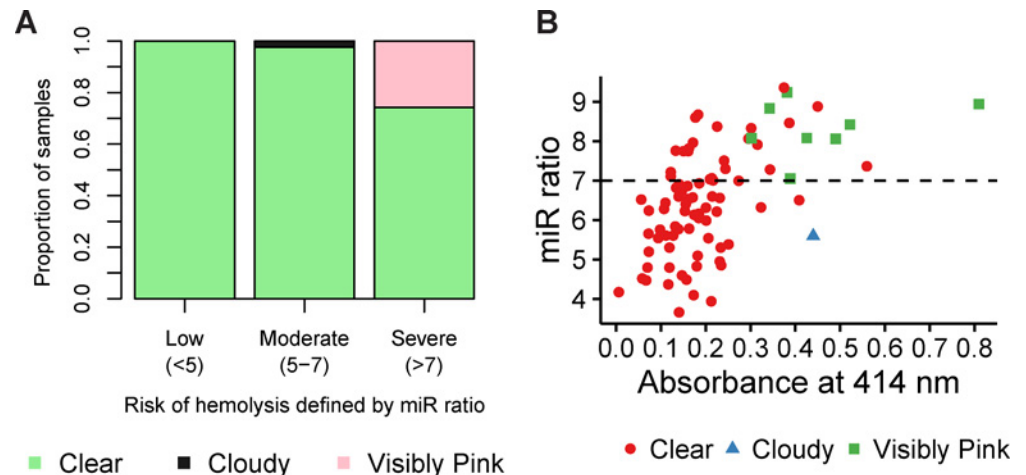 A
Proportion of samples
1.0
0.8
0.6
0.4
0.2
0.0
Low
(<5)
Moderate
(5−7)
Severe
(>7)
Risk of hemolysis defined by miR ratio
Clear Cloudy Visibly Pink
B
miR ratio
9
8
7
6
5
4
0.0 0.1 0.2 0.3 0.4 0.5 0.6 0.7 0.8
Absorbance at 414 nm
Clear Cloudy Visibly Pink